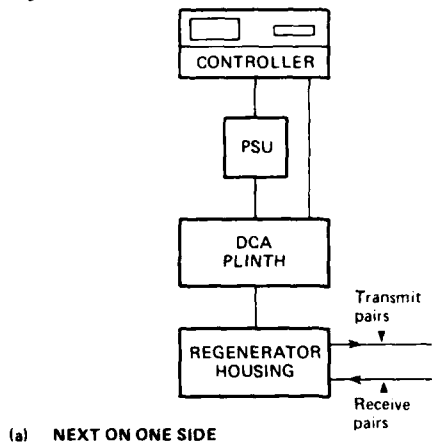 CONTROLLER
PSU
DCA
PLINTH
Transmit
pairs
REGENERATOR
HOUSING
Receive
pairs
(a) NEXT ON ONE SIDE